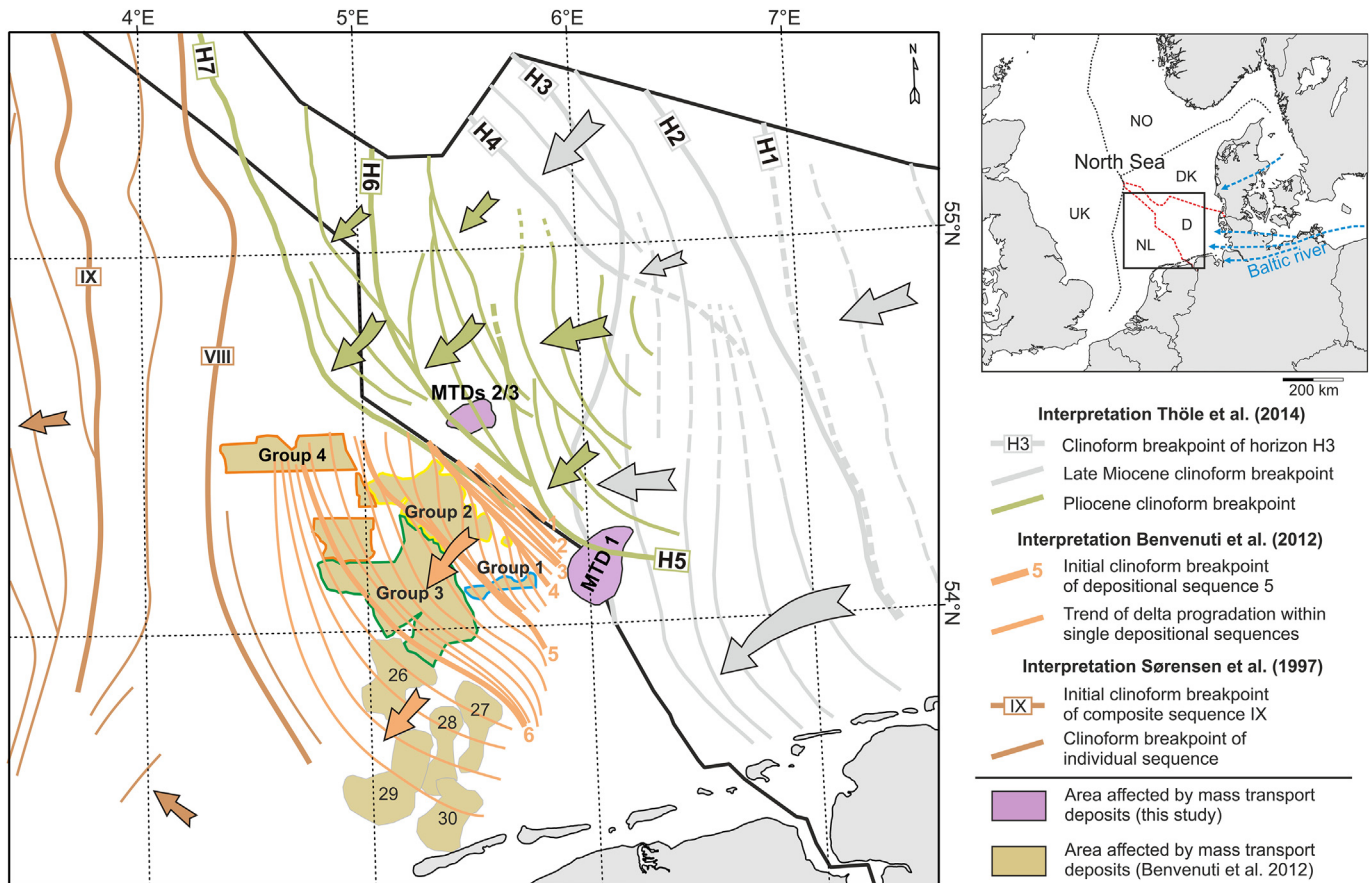 4°E
5°E
6°E
7°E
H7
H6
H3
H4
H2
H1
N
55°N
54°N
IX
VIII
MTDs 2/3
Group 4
Group 2
Group 1
Group 3
MTD 1
H5
2
3
4
5
6
26
27
28
29
30
NO
North Sea
DK
UK
D
NL
Baltic river
200 km
Interpretation Thöle et al. (2014)
H3 Clinoform breakpoint of horizon H3
Late Miocene clinoform breakpoint
Pliocene clinoform breakpoint
Interpretation Benvenuti et al. (2012)
5 Initial clinoform breakpoint
of depositional sequence 5
Trend of delta progradation within
single depositional sequences
Interpretation Sørensen et al. (1997)
IX Initial clinoform breakpoint
of composite sequence IX
Clinoform breakpoint of
individual sequence
Area affected by mass transport
deposits (this study)
Area affected by mass transport
deposits (Benvenuti et al. 2012)